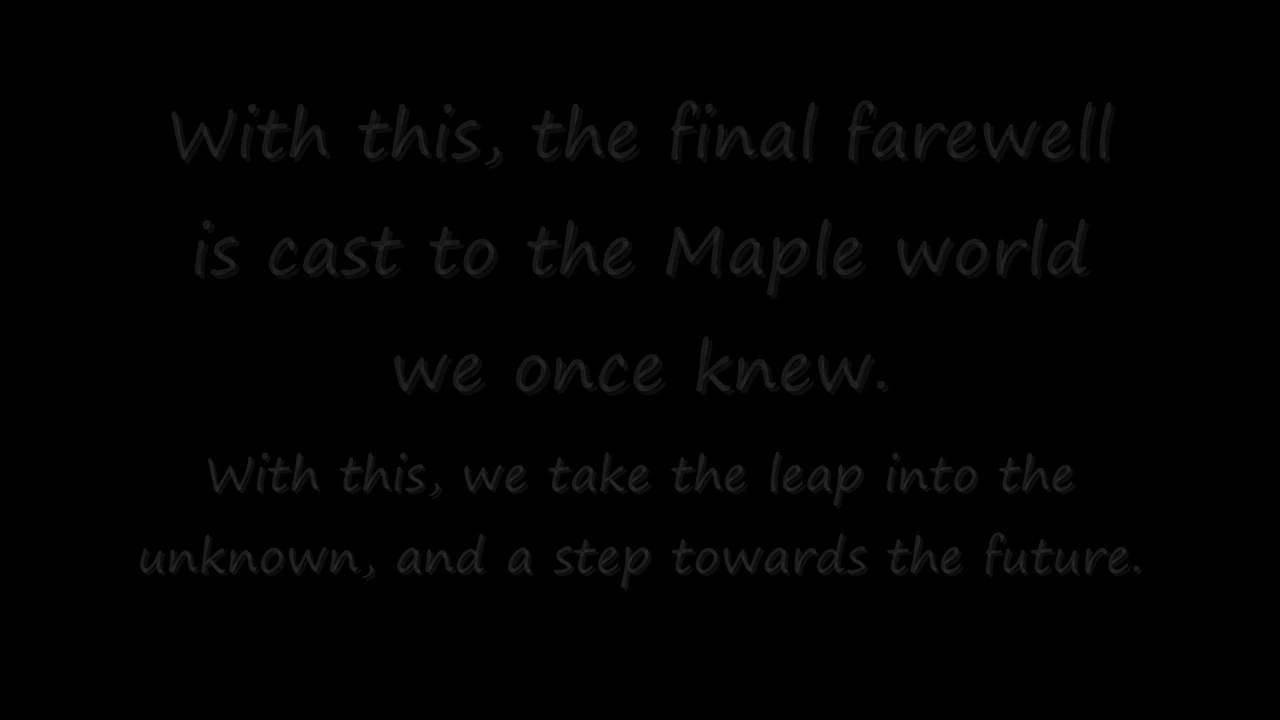 With this, the final farewell
is cast to the Maple world
we once knew.
With this, we take the leap into the
unknown, and a step towards the future.